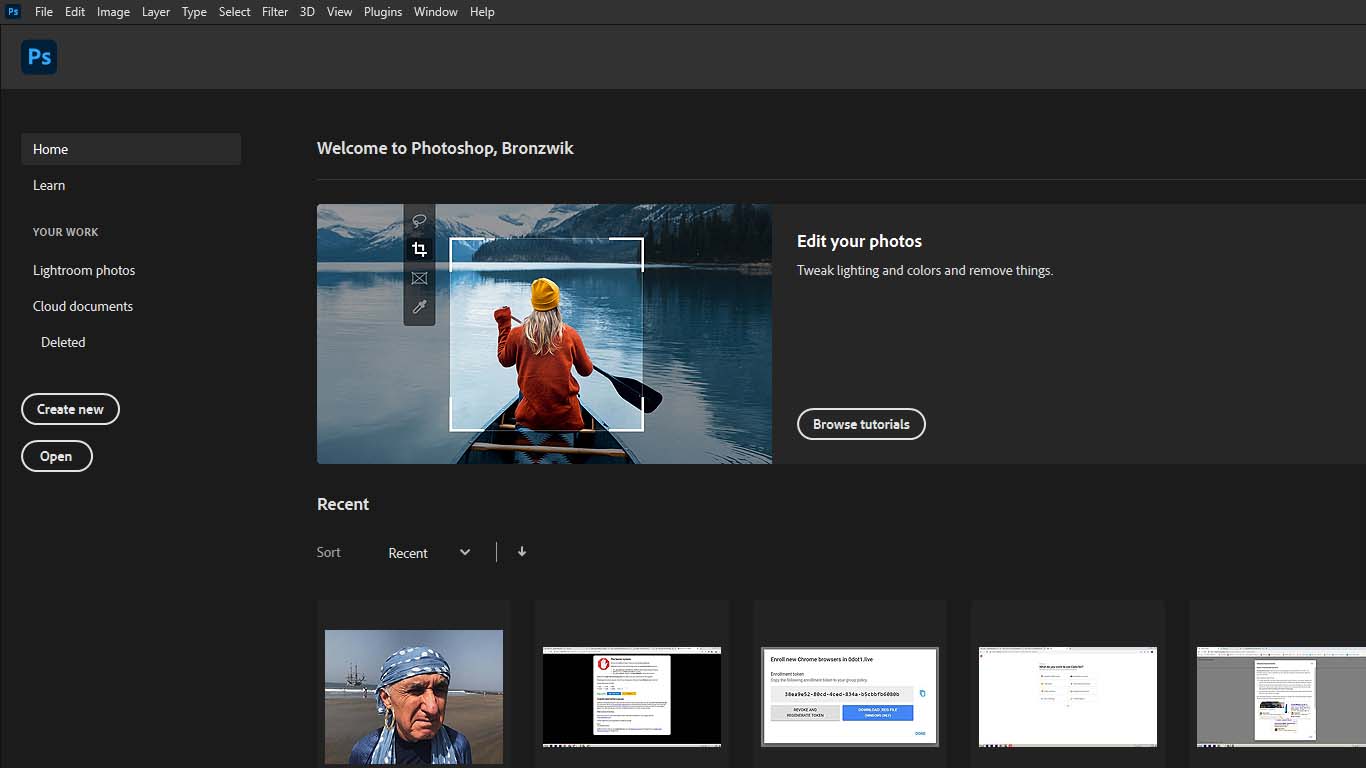 Ps File Edit Image Layer Type Select Filter 3D View Plugins Window Help
Ps
Home
Learn
YOUR WORK
Lightroom photos
Cloud documents
Deleted
Create new
Open
Welcome to Photoshop, Bronzwik
Edit your photos
Tweak lighting and colors and remove things.
Browse tutorials
Recent
Sort Recent
Enroll new Chrome browsers in 0dot1.live
Enrollment token
Copy the following enrollment token to your group policy.
REVOKE AND
REGENERATE TOKEN
DOWNLOAD .REG FILE
(WINDOWS ONLY)
DONE